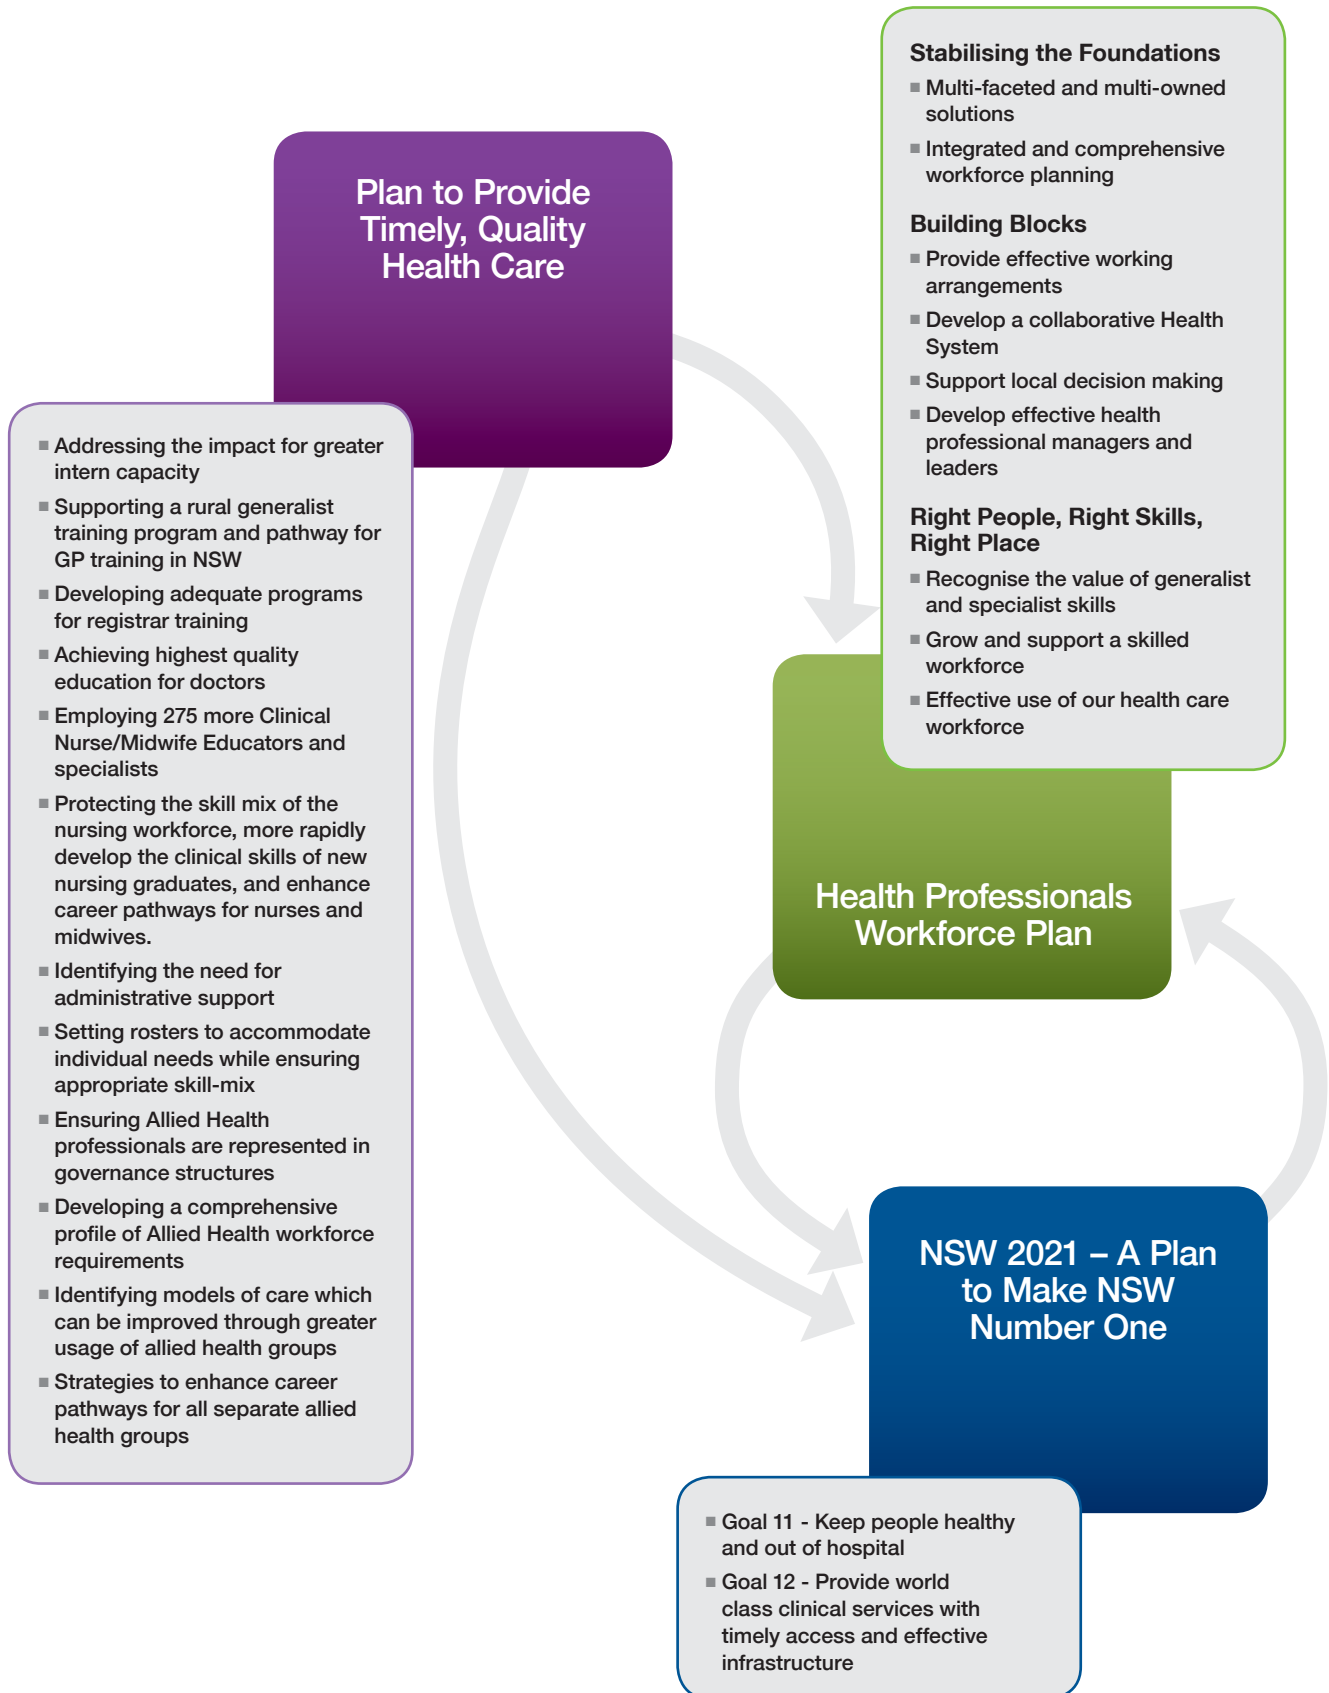 Plan to Provide
Timely, Quality
Health Care
■ Addressing the impact for greater
intern capacity
■ Supporting a rural generalist
training program and pathway for
GP training in NSW
■ Developing adequate programs
for registrar training
■ Achieving highest quality
education for doctors
■ Employing 275 more Clinical
Nurse/Midwife Educators and
specialists
■ Protecting the skill mix of the
nursing workforce, more rapidly
develop the clinical skills of new
nursing graduates, and enhance
career pathways for nurses and
midwives.
■ Identifying the need for
administrative support
■ Setting rosters to accommodate
individual needs while ensuring
appropriate skill-mix
■ Ensuring Allied Health
professionals are represented in
governance structures
■ Developing a comprehensive
profile of Allied Health workforce
requirements
■ Identifying models of care which
can be improved through greater
usage of allied health groups
■ Strategies to enhance career
pathways for all separate allied
health groups
Stabilising the Foundations
■ Multi-faceted and multi-owned
solutions
■ Integrated and comprehensive
workforce planning
Building Blocks
■ Provide effective working
arrangements
■ Develop a collaborative Health
System
■ Support local decision making
■ Develop effective health
professional managers and
leaders
Right People, Right Skills,
Right Place
■ Recognise the value of generalist
and specialist skills
■ Grow and support a skilled
workforce
■ Effective use of our health care
workforce
Health Professionals
Workforce Plan
NSW 2021 – A Plan
to Make NSW
Number One
■ Goal 11 - Keep people healthy
and out of hospital
■ Goal 12 - Provide world
class clinical services with
timely access and effective
infrastructure